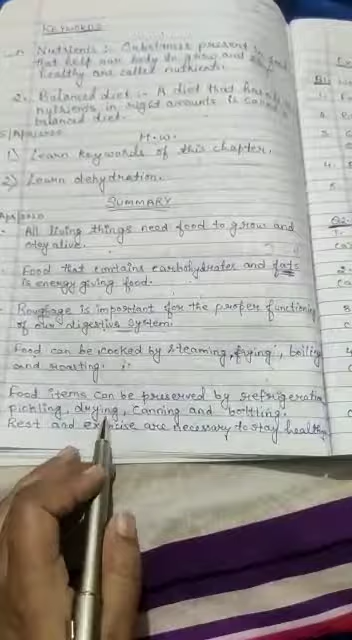 Keywords
1. Nutrients :- Substances present in food
that help our body to grow and stay
healthy are called nutrients.
2. Balanced diet :- A diet that has all
nutrients in right amounts is called a
balanced diet.
H.W.
1) Learn keywords of this chapter.
2) Learn dehydration.
SUMMARY
All living things need food to grow and
stay alive.
Food that contains carbohydrates and fats
is energy giving food.
Roughage is important for the proper functioning
of our digestive system.
Food can be cooked by steaming, frying, boiling
and roasting.
Food items can be preserved by refrigeration
pickling, drying, canning and bottling.
Rest and exercise are necessary to stay healthy